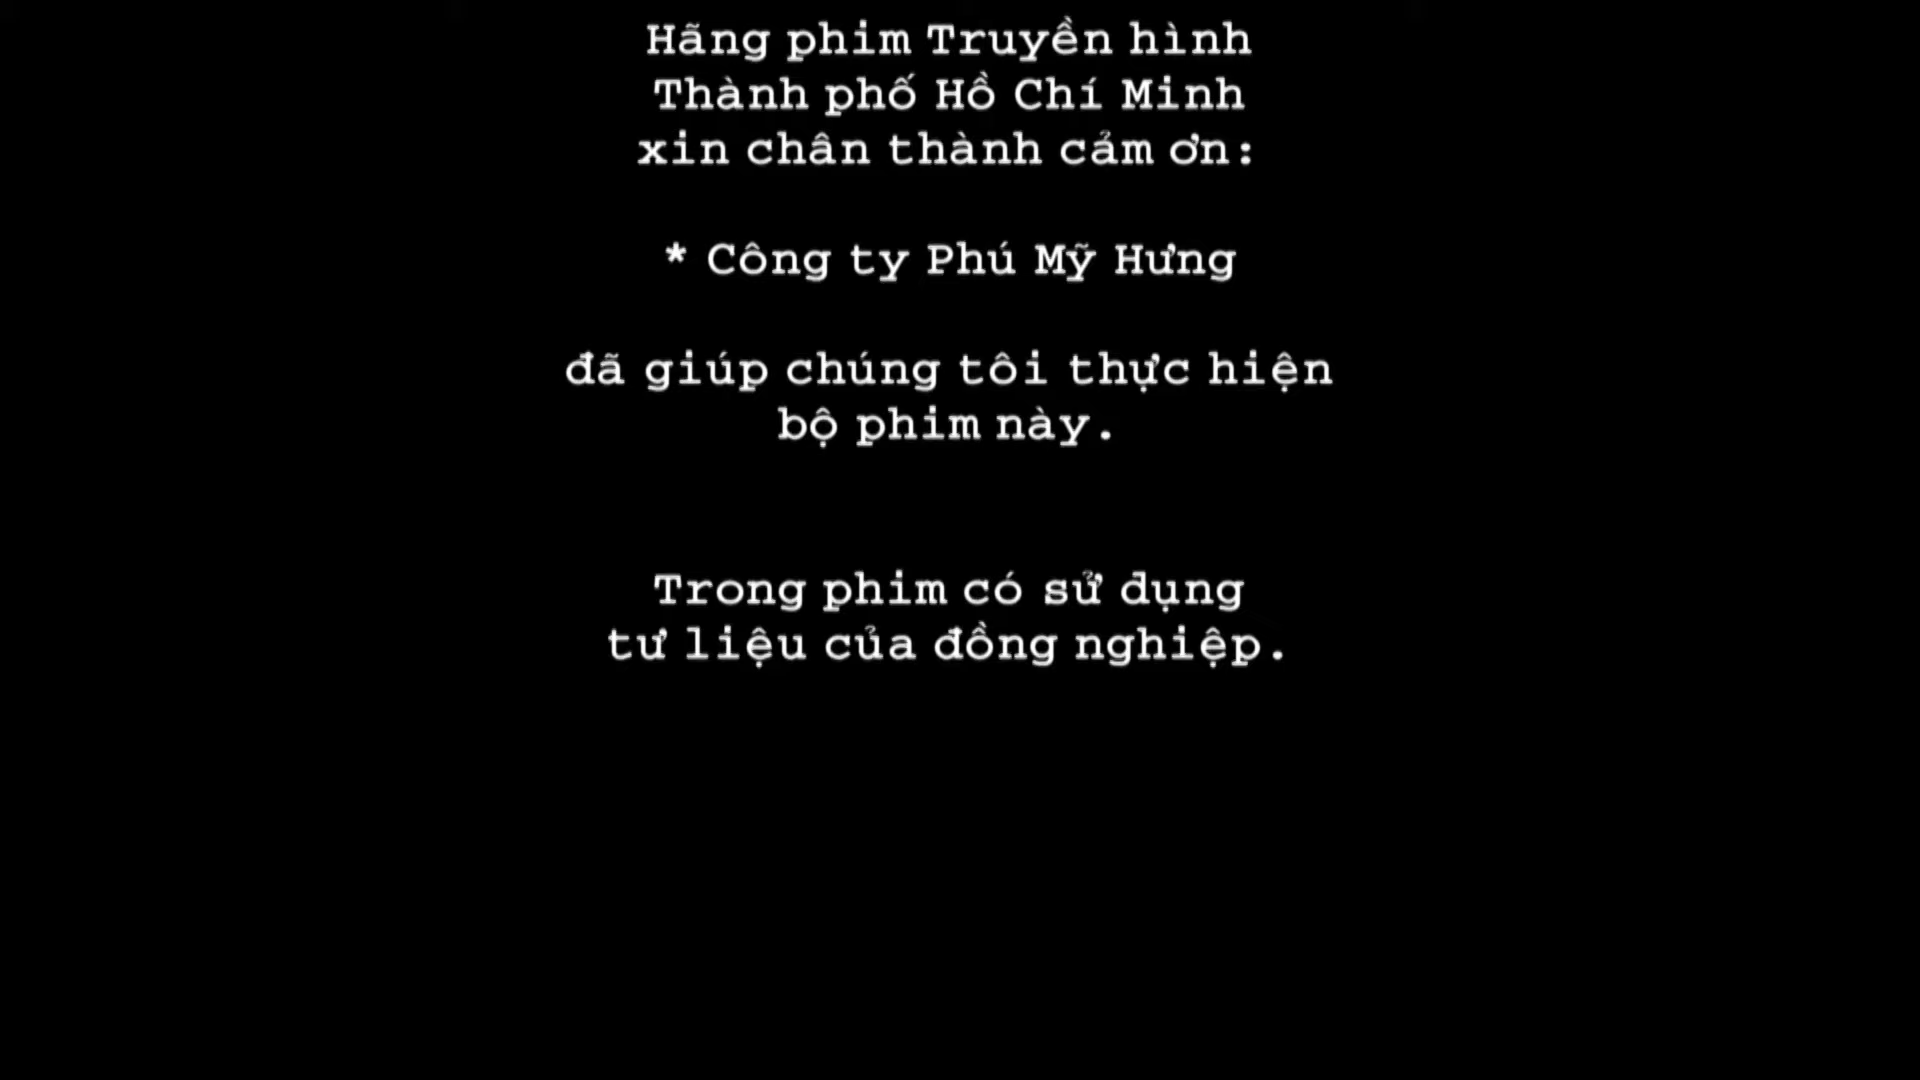 Hãng phim Truyền hình
Thành phố Hồ Chí Minh
xin chân thành cảm ơn:
* Công ty Phú Mỹ Hưng
đã giúp chúng tôi thực hiện
bộ phim này.
Trong phim có sử dụng
tư liệu của đồng nghiệp.